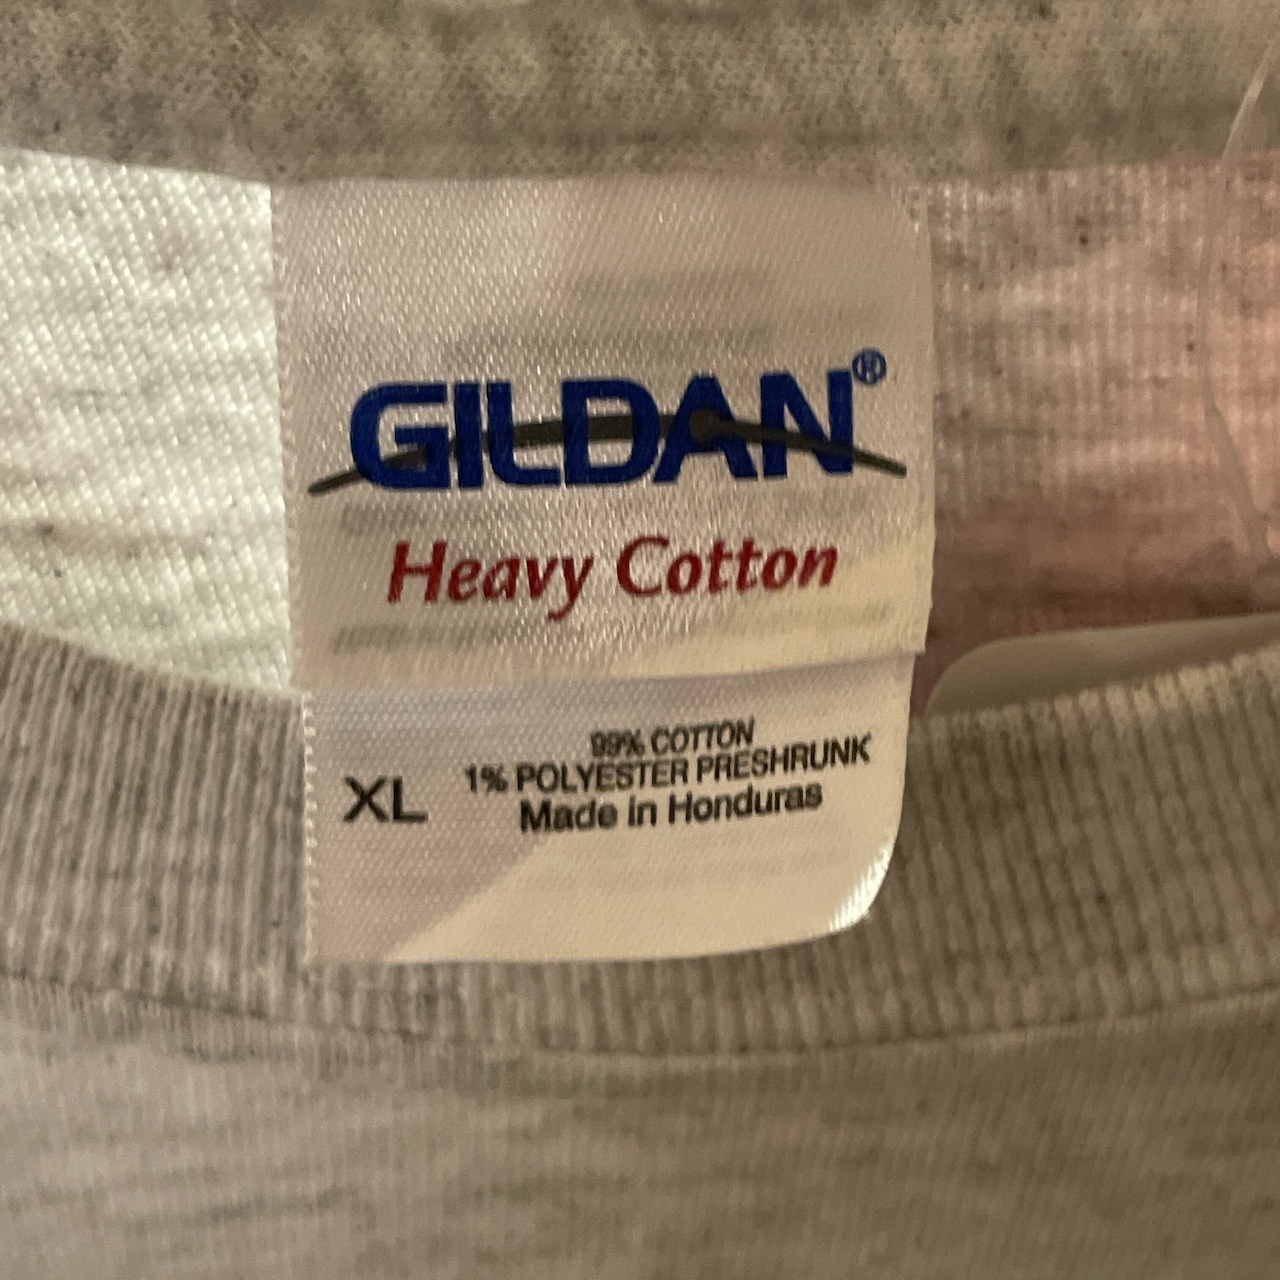 GILDAN®
Heavy Cotton
XL
99% COTTON
1% POLYESTER PRESHRUNK
Made in Honduras